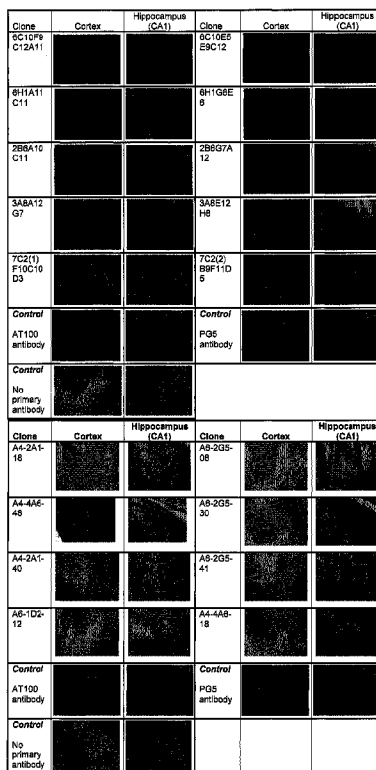 Clone Cortex Hippocampus (CA1) Clone Cortex Hippocampus (CA1)
6C10F9 C12A11 6C10E5 E9C12
6H1A11 C11 6H1G6E 6
2B6A10 C11 2B6G7A 12
3A8A12 G7 3A8E12 H8
7C2(1) F10C10 D3 7C2(2) B9F11D 5
Control AT100 antibody Control PG5 antibody
Control No primary antibody
Clone Cortex Hippocampus (CA1) Clone Cortex Hippocampus (CA1)
A4-2A1-18 A6-2G5-08
A4-4A6-48 A6-2G5-30
A4-2A1-40 A6-2G5-41
A6-1D2-12 A4-4A6-18
Control AT100 antibody Control PG5 antibody
Control No primary antibody